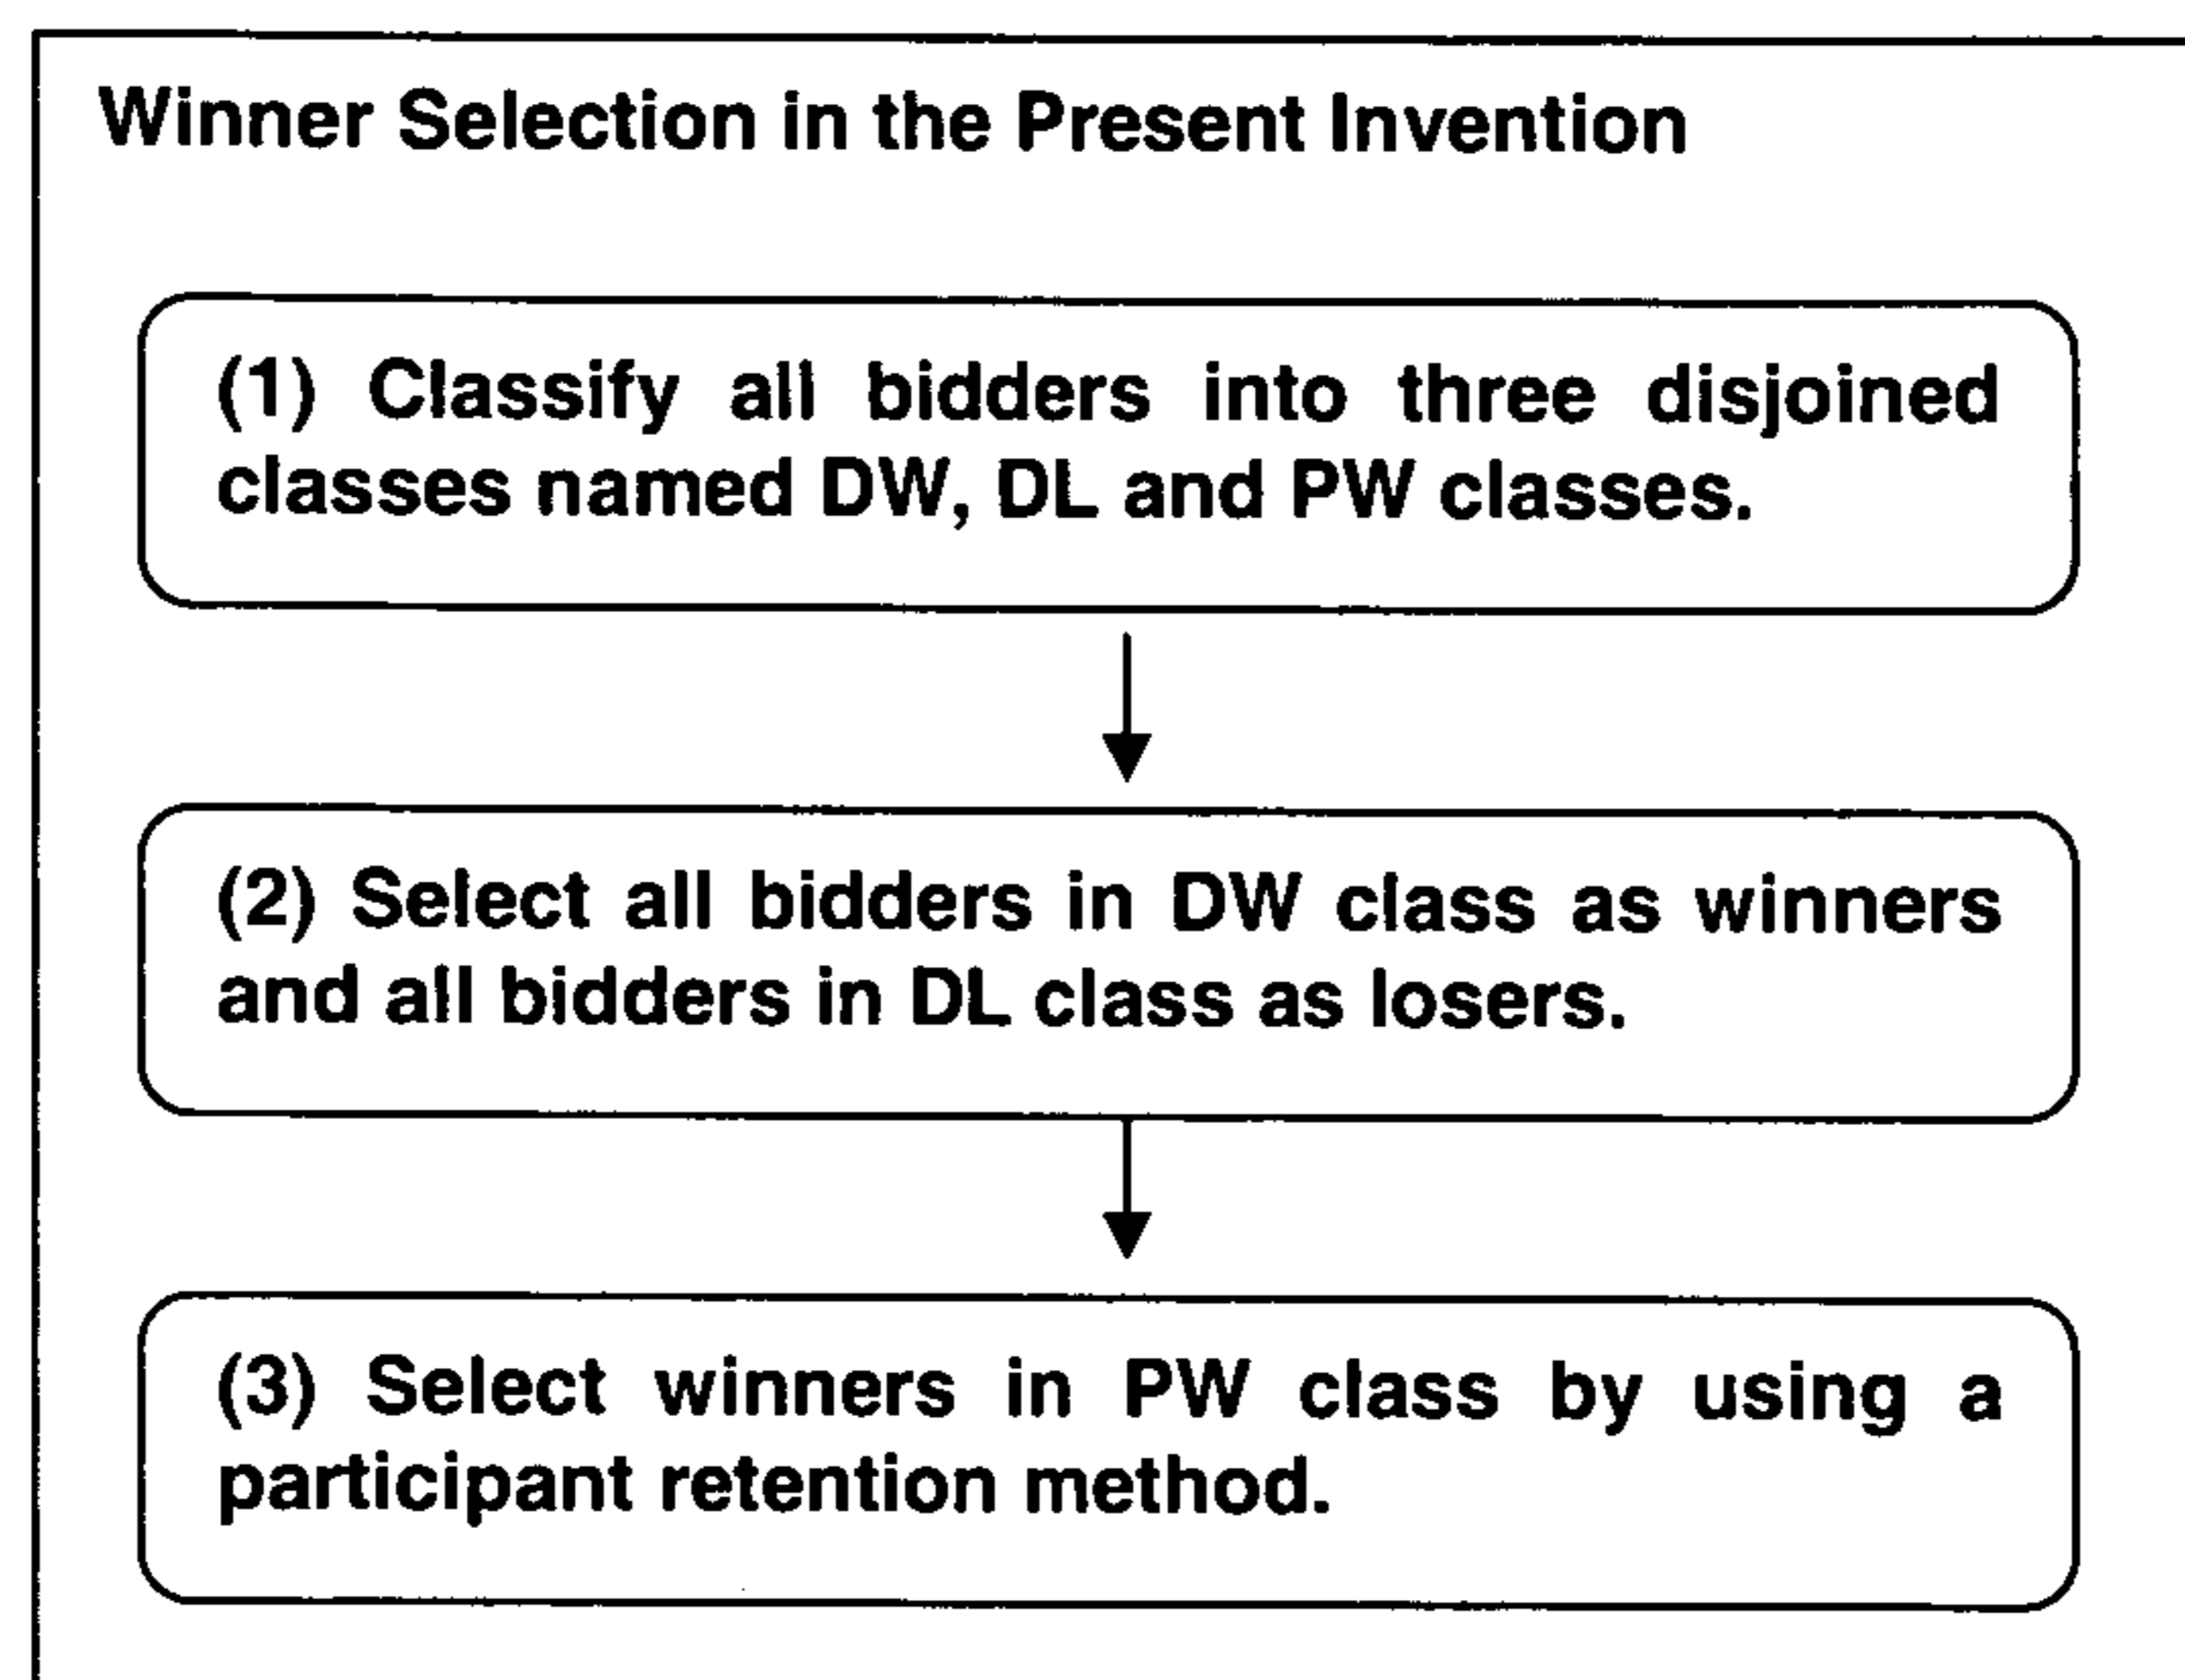 Winner Selection in the Present Invention
(1) Classify all bidders into three disjoined
classes named DW, DL and PW classes.
(2) Select all bidders in DW class as winners
and all bidders in DL class as losers.
(3) Select winners in PW class by using a
participant retention method.